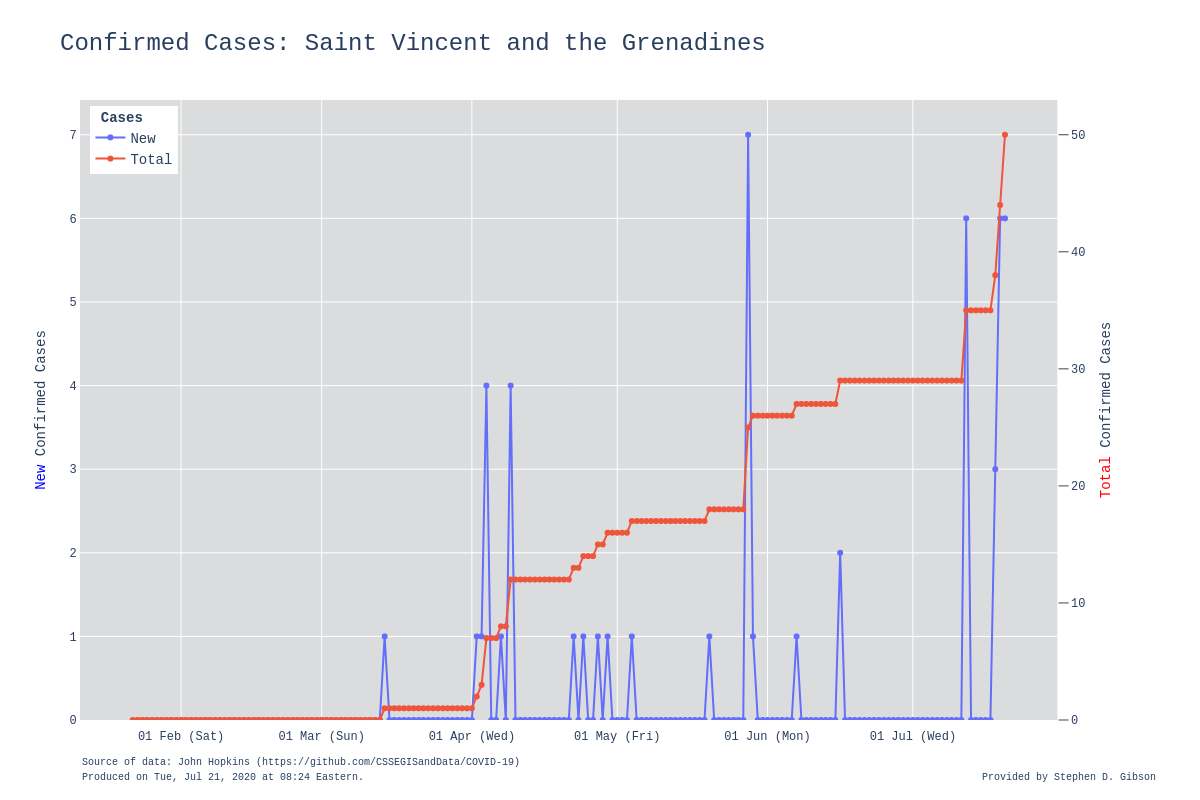 Confirmed Cases: Saint Vincent and the Grenadines
Cases
New
Total
7
6
5
4
3
2
1
0
New Confirmed Cases
50
40
30
20
10
0
Total Confirmed Cases
01 Feb (Sat)
01 Mar (Sun)
01 Apr (Wed)
01 May (Fri)
01 Jun (Mon)
01 Jul (Wed)
Source of data: John Hopkins (https://github.com/CSSEGISandData/COVID-19)
Produced on Tue, Jul 21, 2020 at 08:24 Eastern.
Provided by Stephen D. Gibson